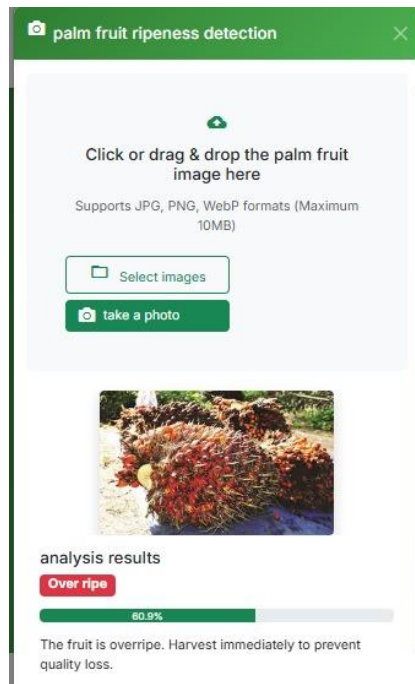 palm fruit ripeness detection
Click or drag & drop the palm fruit
image here
Supports JPG, PNG, WebP formats (Maximum
10MB)
Select images
take a photo
analysis results
Over ripe
60.9%
The fruit is overripe. Harvest immediately to prevent
quality loss.